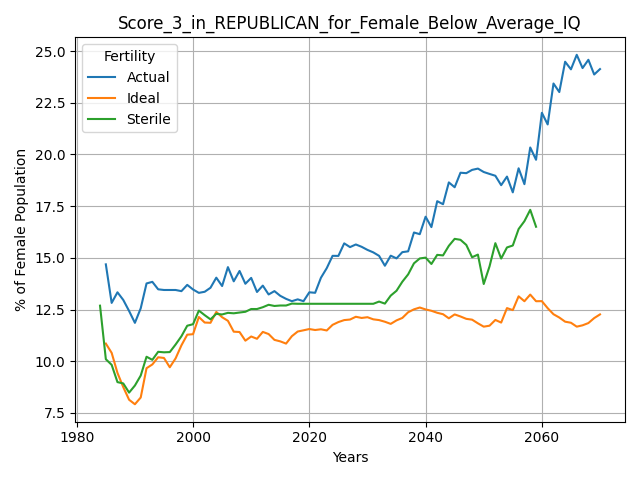 Score_3_in_REPUBLICAN_for_Female_Below_Average_IQ
Fertility
Actual
Ideal
Sterile
% of Female Population
25.0
22.5
20.0
17.5
15.0
12.5
10.0
7.5
1980
2000
2020
2040
2060
Years